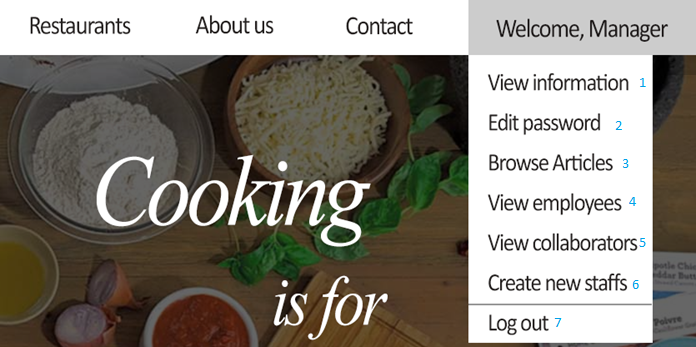 Restaurants About us Contact Welcome, Manager
View information 1
Edit password 2
Browse Articles 3
View employees 4
View collaborators 5
Create new staffs 6
Log out 7
Cooking
is for